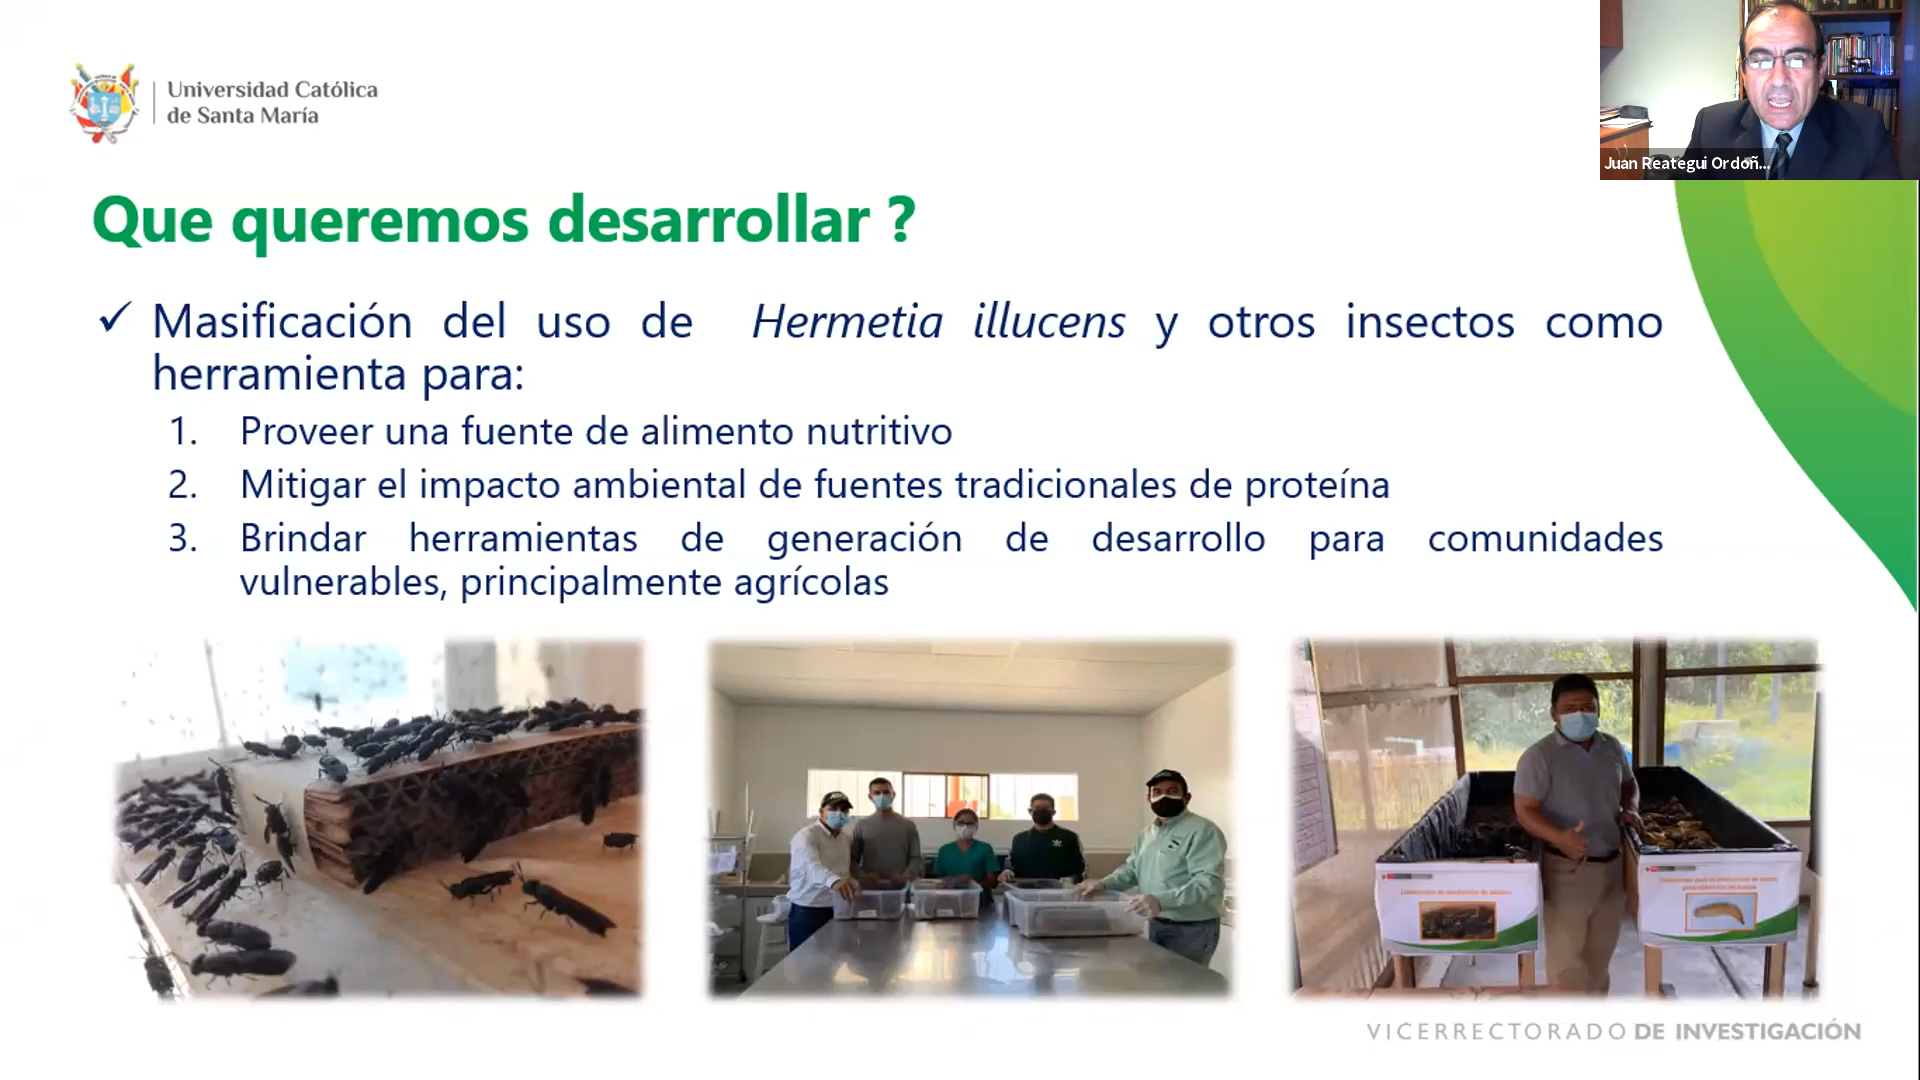 Universidad Católica
de Santa María
Juan Reategui Ordoñ...
Que queremos desarrollar ?
✓ Masificación del uso de Hermetia illucens y otros insectos como
herramienta para:
1. Proveer una fuente de alimento nutritivo
2. Mitigar el impacto ambiental de fuentes tradicionales de proteína
3. Brindar herramientas de generación de desarrollo para comunidades
vulnerables, principalmente agrícolas
VICERRECTORADO DE INVESTIGACIÓN